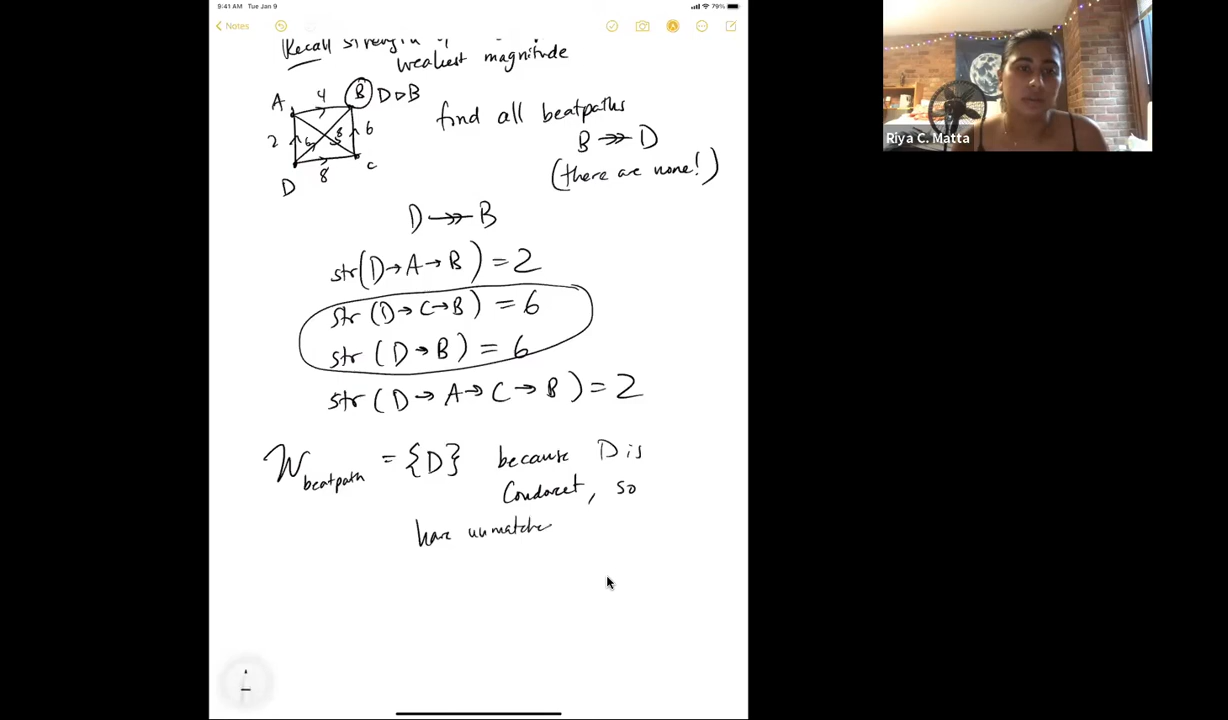 9:41 AM Tue Jan 9
79%
Notes
Recall strength
weakest magnitude
A 4 B D▷B
2 6 8 6
D 8 C
find all beatpaths
B ↠ D
(there are none!)
D ↠ B
str(D→A→B) = 2
str (D→C→B) = 6
str (D→B) = 6
str (D→A→C→B) = 2
W beatpath = {D} because D is
Condorcet, so
have unmatche
Riya C. Matta